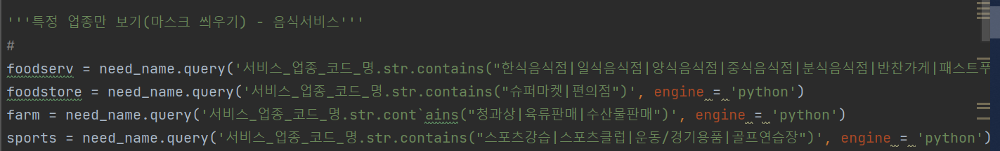 '''특정 업종만 보기(마스크 씌우기) - 음식서비스'''
#
foodserv = need_name.query('서비스_업종_코드_명.str.contains("한식음식점|일식음식점|양식음식점|중식음식점|분식음식점|반찬가게|패스트푸
foodstore = need_name.query('서비스_업종_코드_명.str.contains("슈퍼마켓|편의점")', engine = 'python')
farm = need_name.query('서비스_업종_코드_명.str.cont`ains("청과상|육류판매|수산물판매")', engine = 'python')
sports = need_name.query('서비스_업종_코드_명.str.contains("스포츠강습|스포츠클럽|운동/경기용품|골프연습장")', engine = 'python')